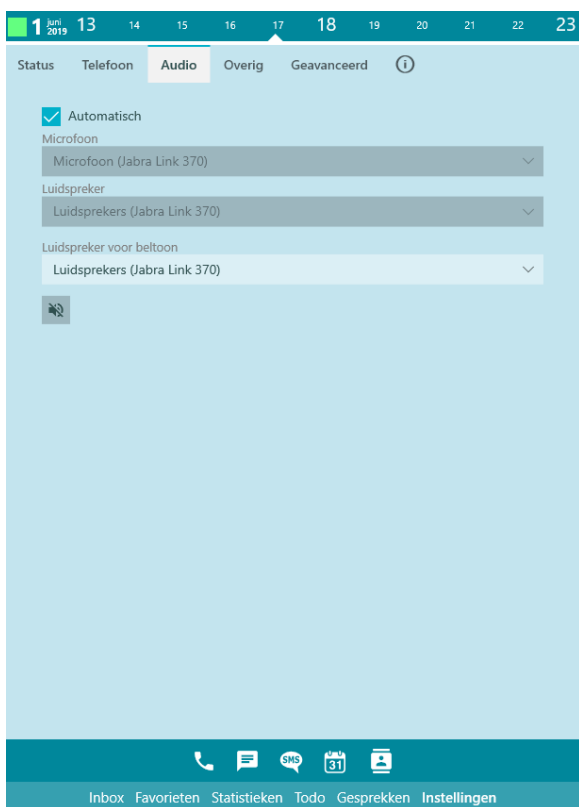 1 juni 2019 13 14 15 16 17 18 19 20 21 22 23
Status Telefoon Audio Overig Geavanceerd i
Automatisch
Microfoon
Microfoon (Jabra Link 370)
Luidspreker
Luidsprekers (Jabra Link 370)
Luidspreker voor beltoon
Luidsprekers (Jabra Link 370)
SMS 31
Inbox Favorieten Statistieken Todo Gesprekken Instellingen